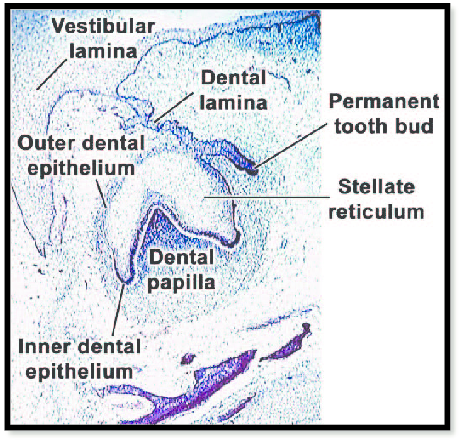 Vestibular
lamina
Dental
lamina
Permanent
tooth bud
Outer dental
epithelium
Stellate
reticulum
Dental
papilla
Inner dental
epithelium